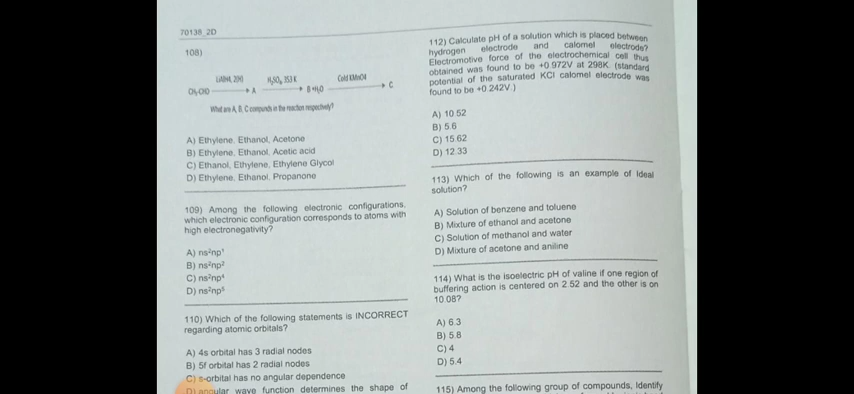 70138_2D
108)
LiAlH4, 290 H₂SO₄, 353 K Cold KMnO4
CH₃CHO → A → B + H₂O → C
What are A, B, C compunds in the reaction respectively?
A) Ethylene, Ethanol, Acetone
B) Ethylene, Ethanol, Acetic acid
C) Ethanol, Ethylene, Ethylene Glycol
D) Ethylene, Ethanol, Propanone
109) Among the following electronic configurations,
which electronic configuration corresponds to atoms with
high electronegativity?
A) ns²np¹
B) ns²np²
C) ns²np⁴
D) ns²np⁵
110) Which of the following statements is INCORRECT
regarding atomic orbitals?
A) 4s orbital has 3 radial nodes
B) 5f orbital has 2 radial nodes
C) s-orbital has no angular dependence
D) angular wave function determines the shape of
112) Calculate pH of a solution which is placed between
hydrogen electrode and calomel electrode?
Electromotive force of the electrochemical cell thus
obtained was found to be +0.972V at 298K. (standard
potential of the saturated KCl calomel electrode was
found to be +0.242V.)
A) 10.52
B) 5.6
C) 15.62
D) 12.33
113) Which of the following is an example of Ideal
solution?
A) Solution of benzene and toluene
B) Mixture of ethanol and acetone
C) Solution of methanol and water
D) Mixture of acetone and aniline
114) What is the isoelectric pH of valine if one region of
buffering action is centered on 2.52 and the other is on
10.08?
A) 6.3
B) 5.8
C) 4
D) 5.4
115) Among the following group of compounds, Identify